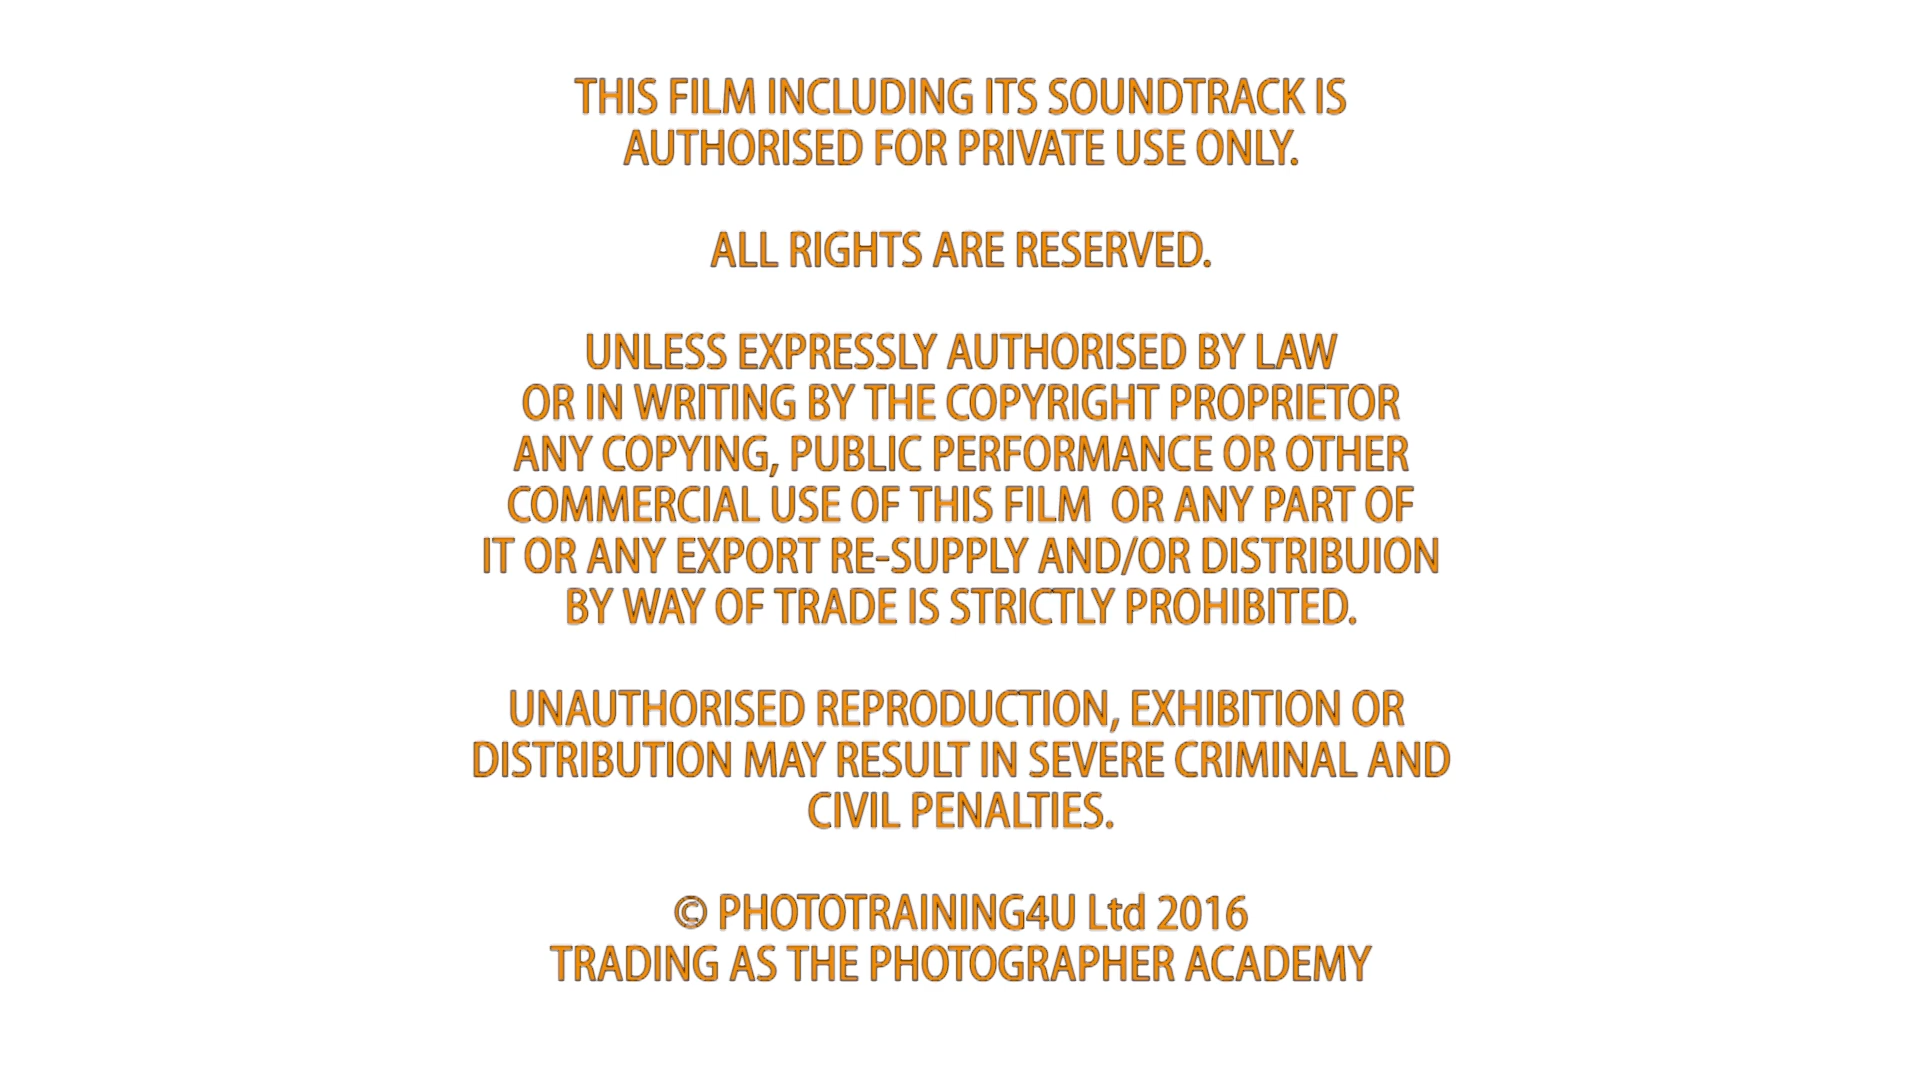 THIS FILM INCLUDING ITS SOUNDTRACK IS
AUTHORISED FOR PRIVATE USE ONLY.
ALL RIGHTS ARE RESERVED.
UNLESS EXPRESSLY AUTHORISED BY LAW
OR IN WRITING BY THE COPYRIGHT PROPRIETOR
ANY COPYING, PUBLIC PERFORMANCE OR OTHER
COMMERCIAL USE OF THIS FILM  OR ANY PART OF
IT OR ANY EXPORT RE-SUPPLY AND/OR DISTRIBUION
BY WAY OF TRADE IS STRICTLY PROHIBITED.
UNAUTHORISED REPRODUCTION, EXHIBITION OR
DISTRIBUTION MAY RESULT IN SEVERE CRIMINAL AND
CIVIL PENALTIES.
© PHOTOTRAINING4U Ltd 2016
TRADING AS THE PHOTOGRAPHER ACADEMY